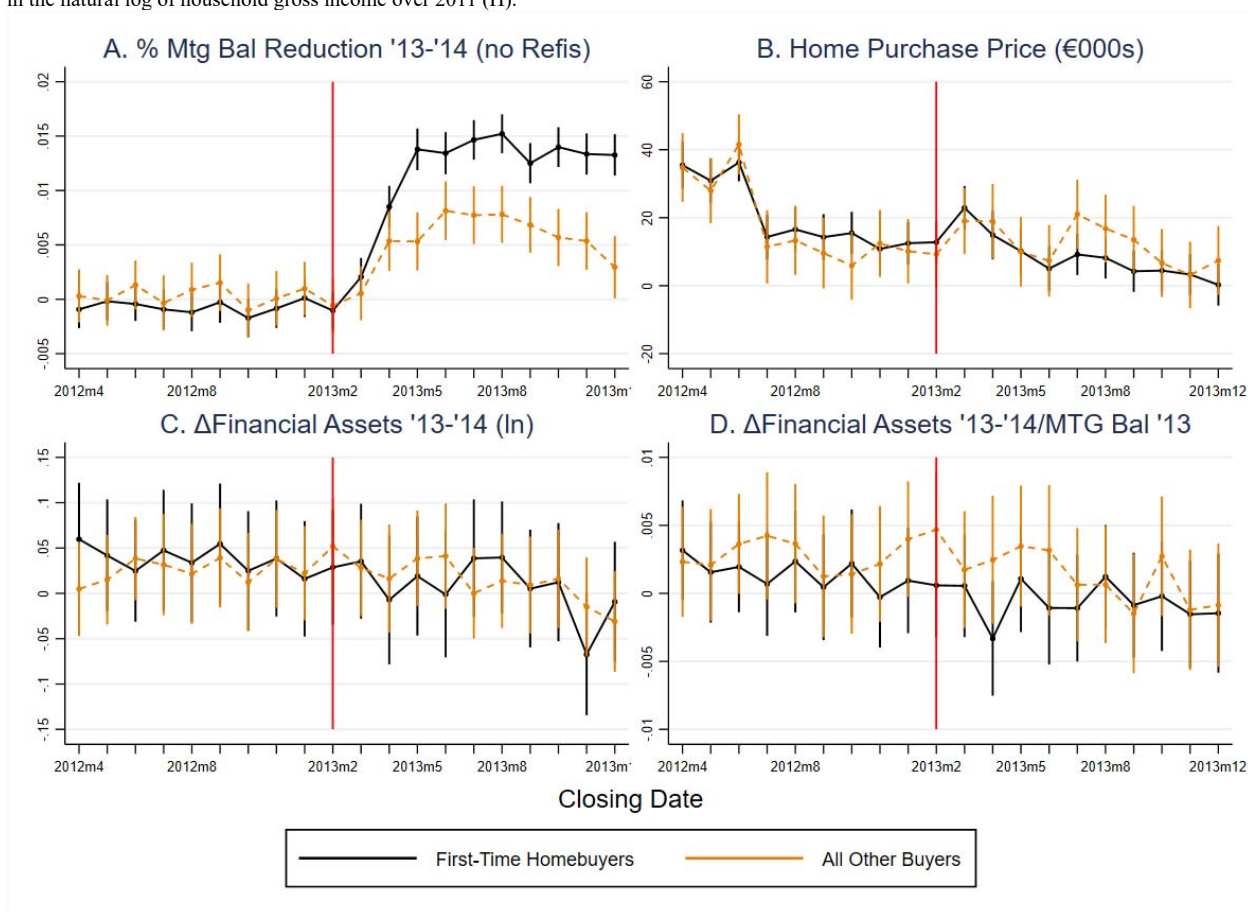 in the natural log of household gross income over 2011 (H).
A. % Mtg Bal Reduction '13-'14 (no Refis)
.02
.015
.01
.005
0
-.005
2012m4 2012m8 2013m2 2013m5 2013m8 2013m1
B. Home Purchase Price (€000s)
60
40
20
0
-20
2012m4 2012m8 2013m2 2013m5 2013m8 2013m12
C. ΔFinancial Assets '13-'14 (ln)
.15
.1
.05
0
-.05
-.1
-.15
2012m4 2012m8 2013m2 2013m5 2013m8 2013m1
D. ΔFinancial Assets '13-'14/MTG Bal '13
.01
.005
0
-.005
-.01
2012m4 2012m8 2013m2 2013m5 2013m8 2013m12
Closing Date
First-Time Homebuyers All Other Buyers